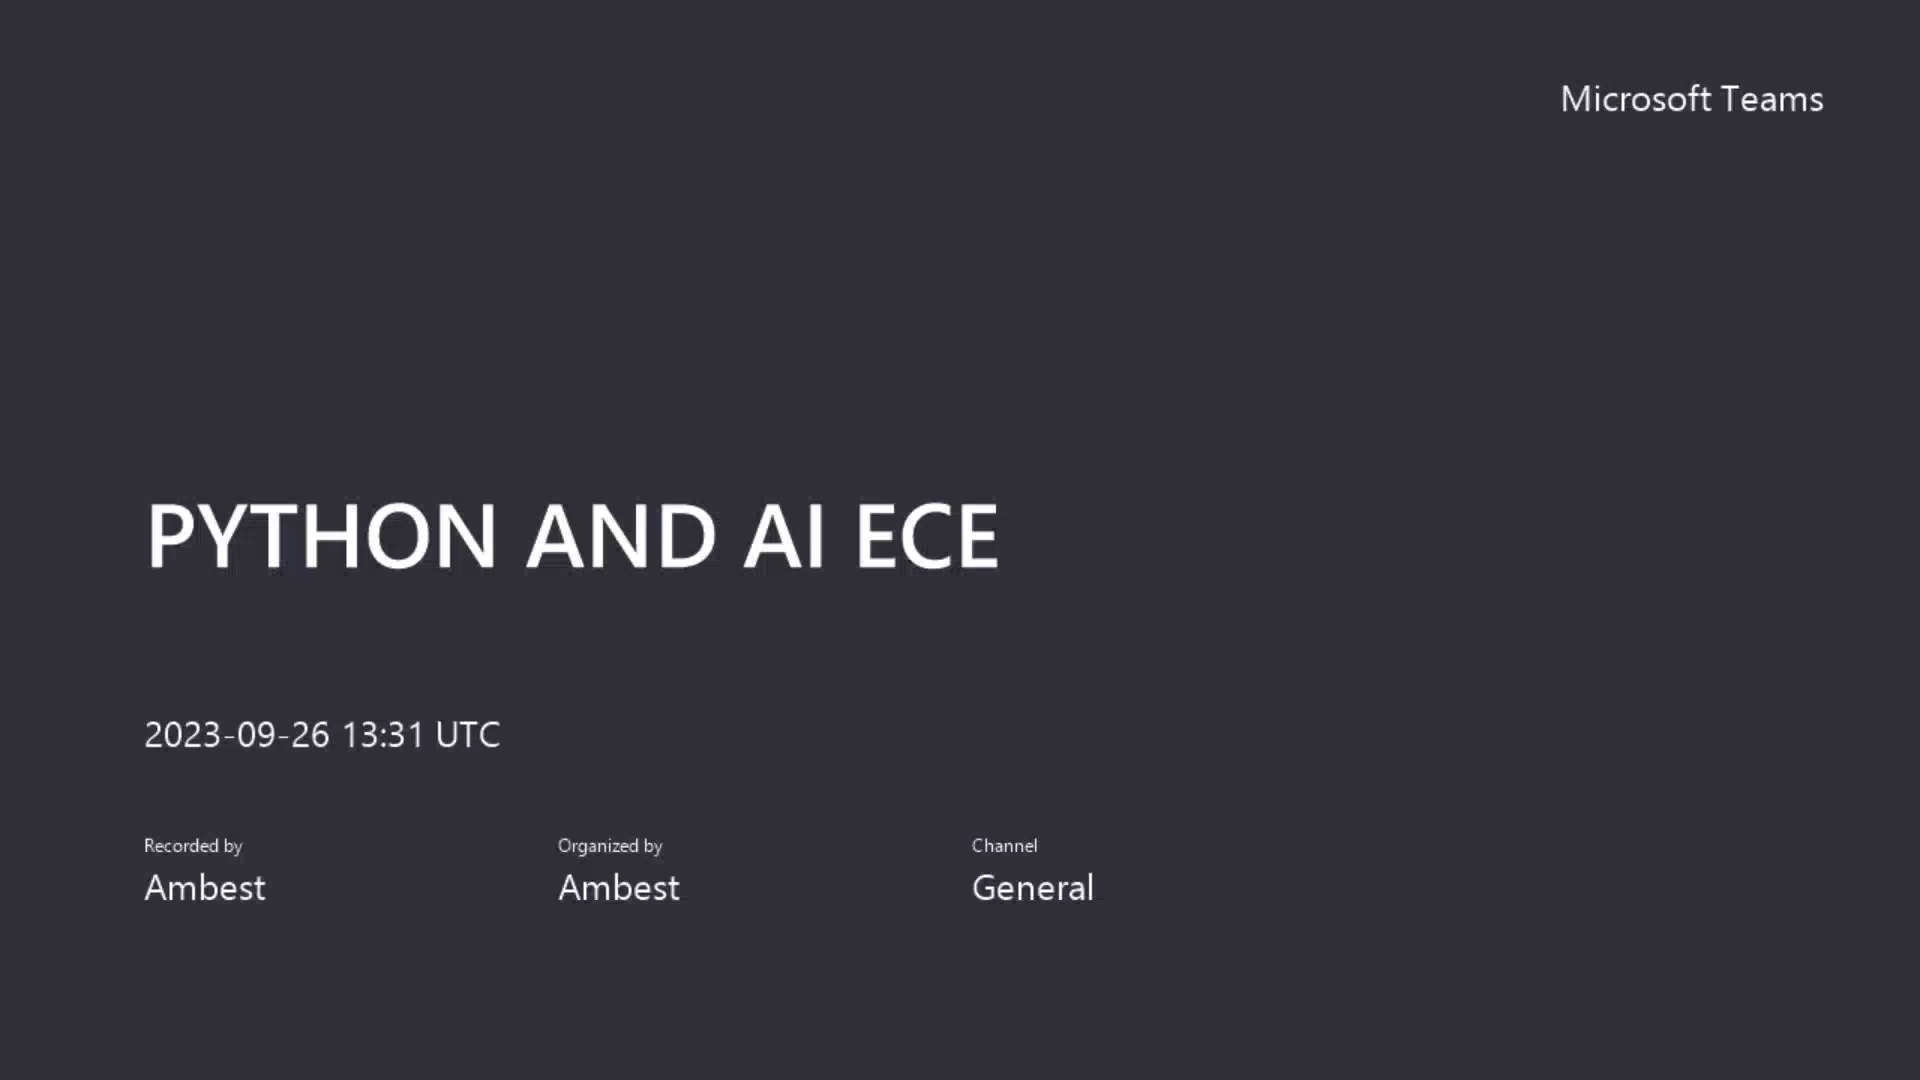 Microsoft Teams
PYTHON AND AI ECE
2023-09-26 13:31 UTC
Recorded by
Ambest
Organized by
Ambest
Channel
General